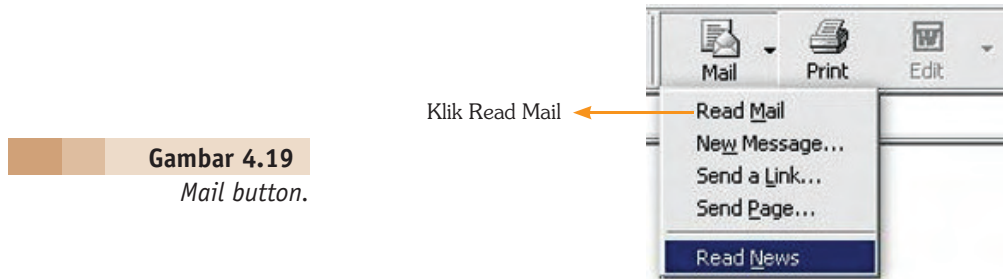 Mail Print Edit
Klik Read Mail
Read Mail
New Message...
Send a Link...
Send Page...
Read News
Gambar 4.19
Mail button.